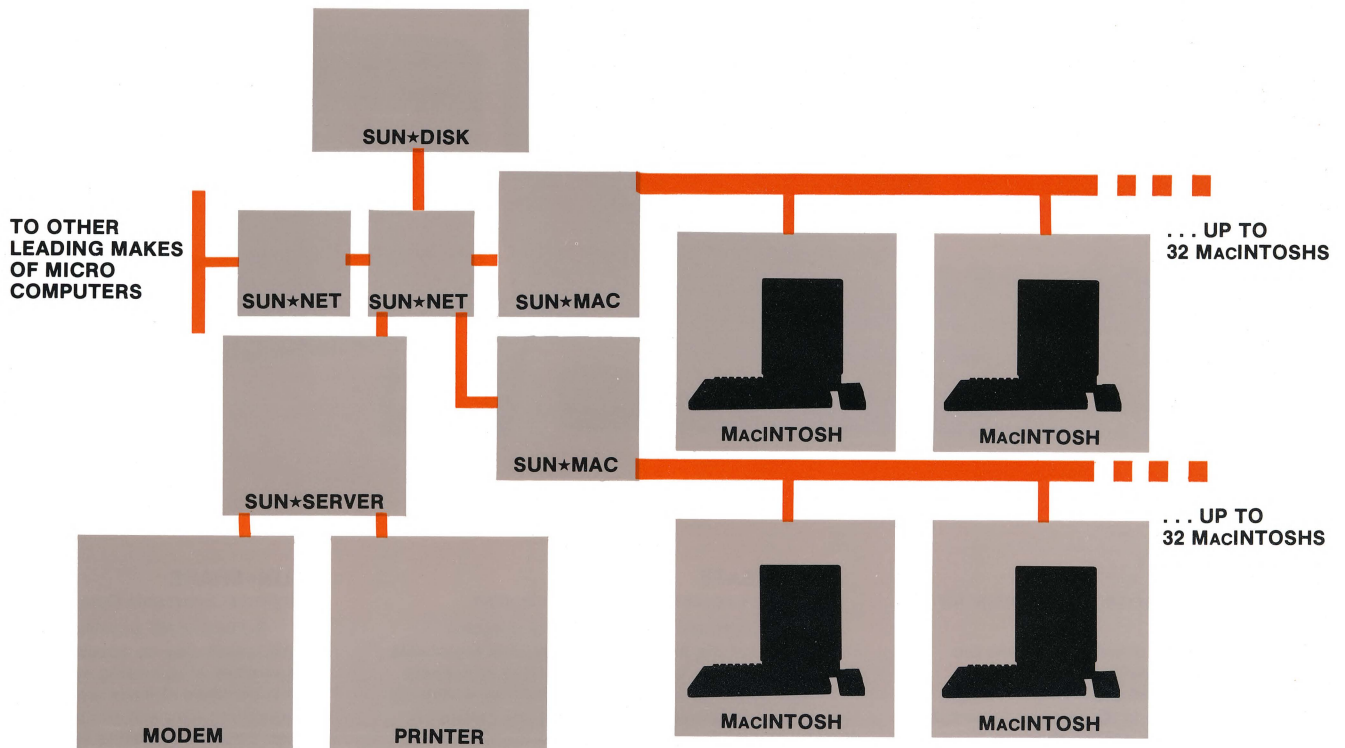 SUN★DISK
TO OTHER
LEADING MAKES
OF MICRO
COMPUTERS
SUN★NET
SUN★NET
SUN★MAC
. . . UP TO
32 MACINTOSHS
MACINTOSH
MACINTOSH
SUN★MAC
SUN★SERVER
. . . UP TO
32 MACINTOSHS
MODEM
PRINTER
MACINTOSH
MACINTOSH